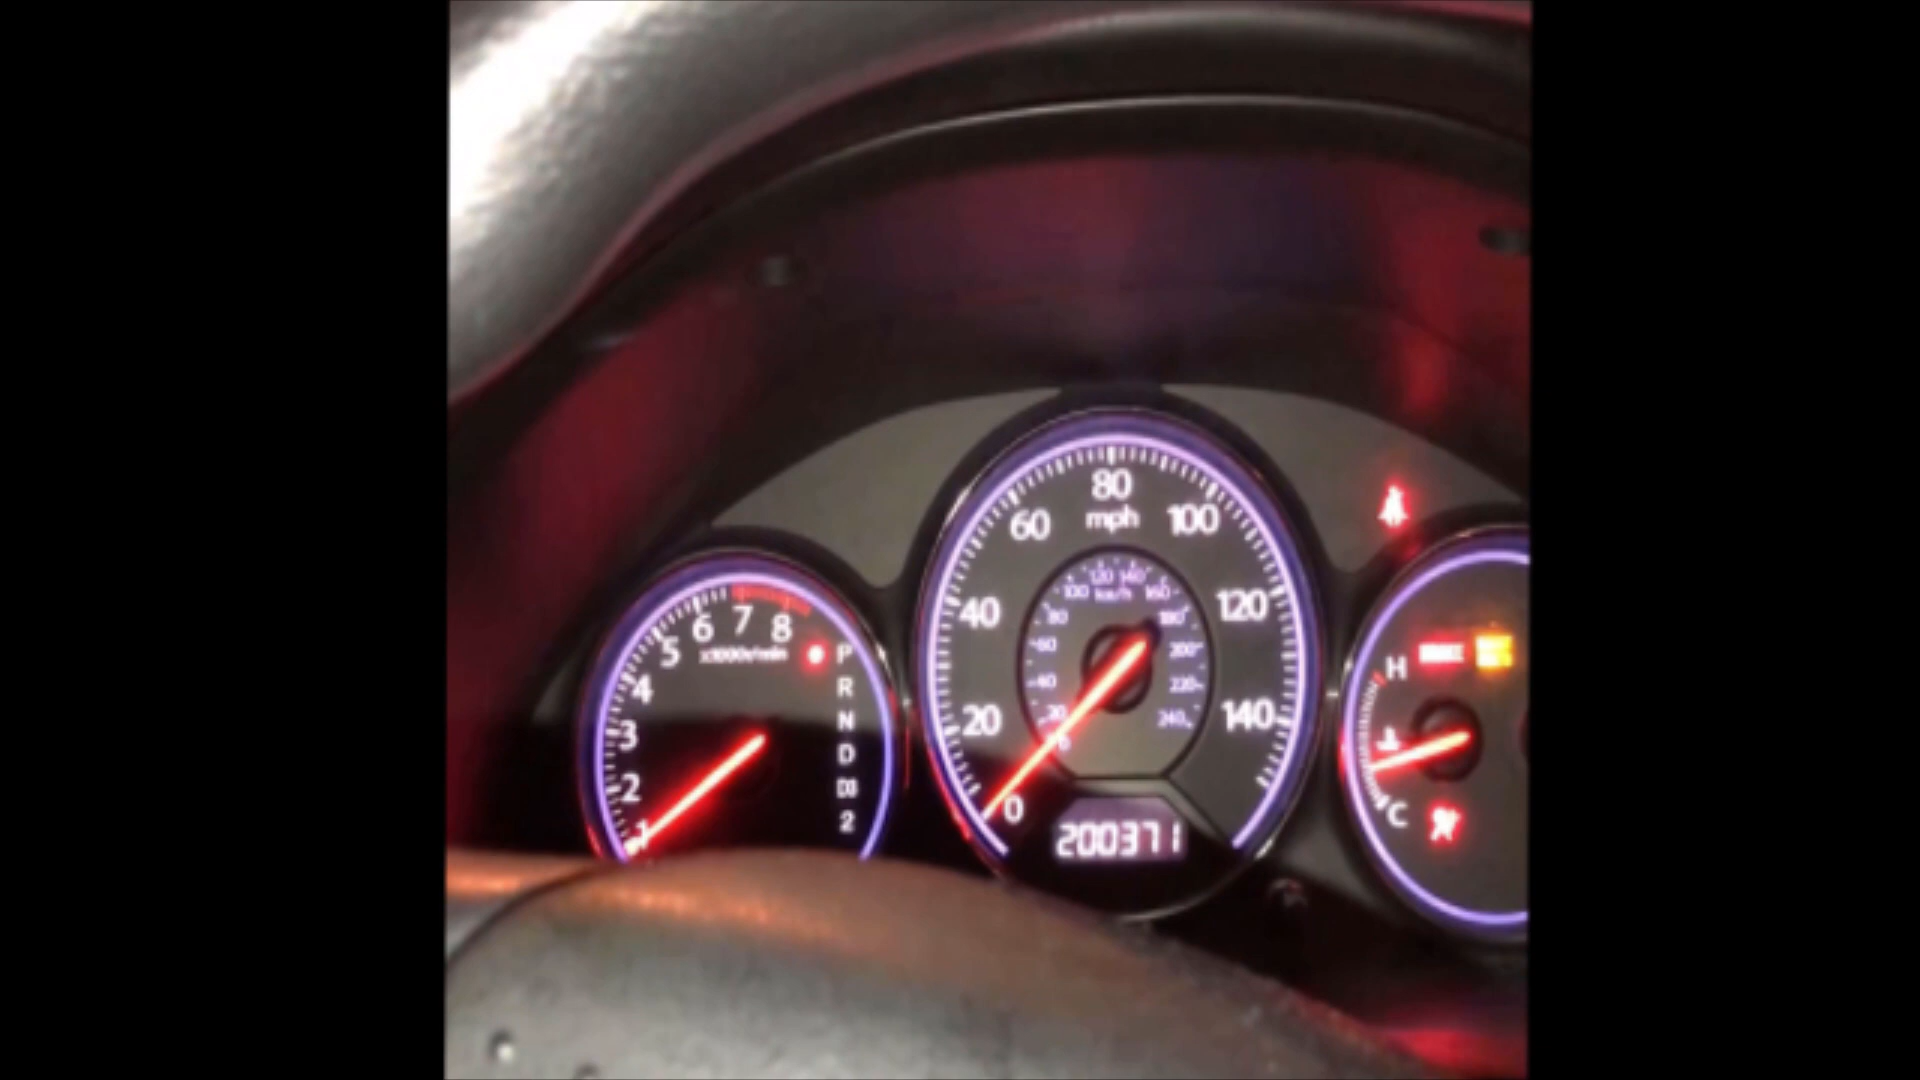 80
60 mph 100
120 140
100 km/h 160
80 180
40 120
60 200
40 220
20 140
20 240
0
0
200371
6 7 8
5 x1000r/min P
4 R
3 N
D
2 D3
1 2
H
C